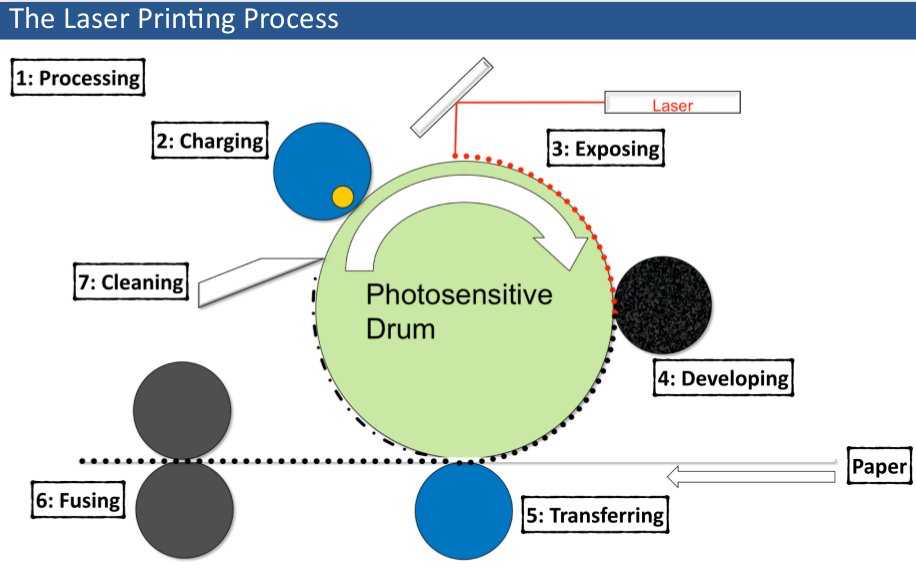 The Laser Printing Process
1: Processing
Laser
2: Charging
3: Exposing
7: Cleaning
Photosensitive
Drum
4: Developing
Paper
6: Fusing
5: Transferring